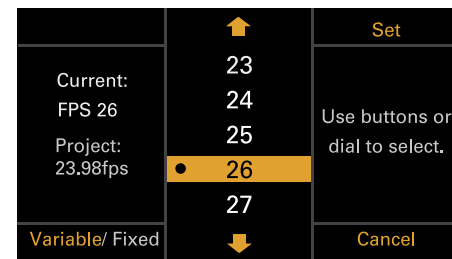 Set
Current:
FPS 26
Project:
23.98fps
23
24
25
26
27
Use buttons or
dial to select.
Variable/ Fixed
Cancel